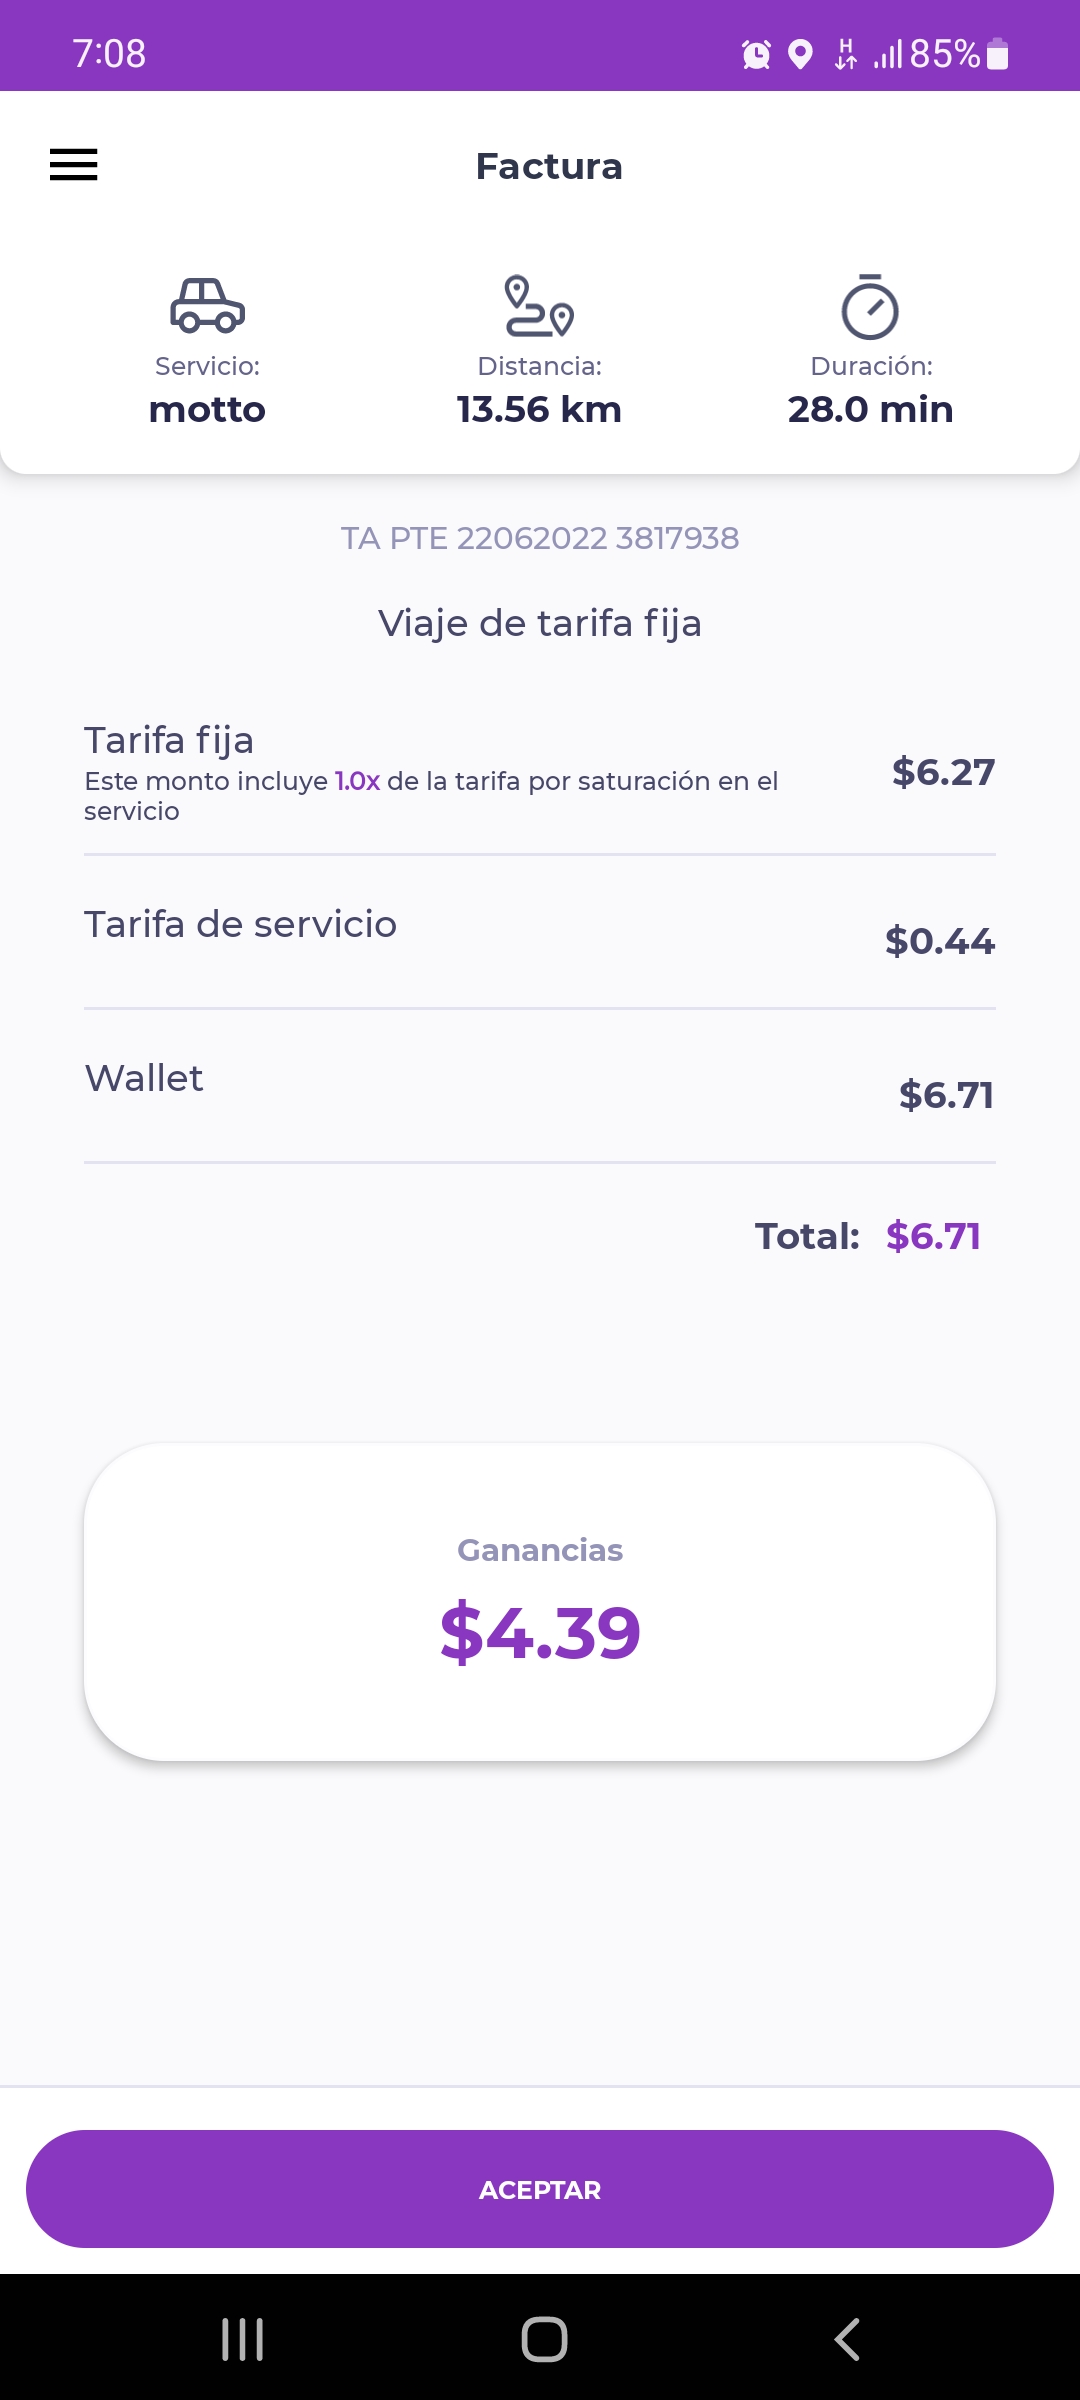 7:08
H
85%
Factura
Servicio:
motto
Distancia:
13.56 km
Duración:
28.0 min
TA PTE 22062022 3817938
Viaje de tarifa fija
Tarifa fija
Este monto incluye 1.0x de la tarifa por saturación en el
servicio
$6.27
Tarifa de servicio
$0.44
Wallet
$6.71
Total: $6.71
Ganancias
$4.39
ACEPTAR